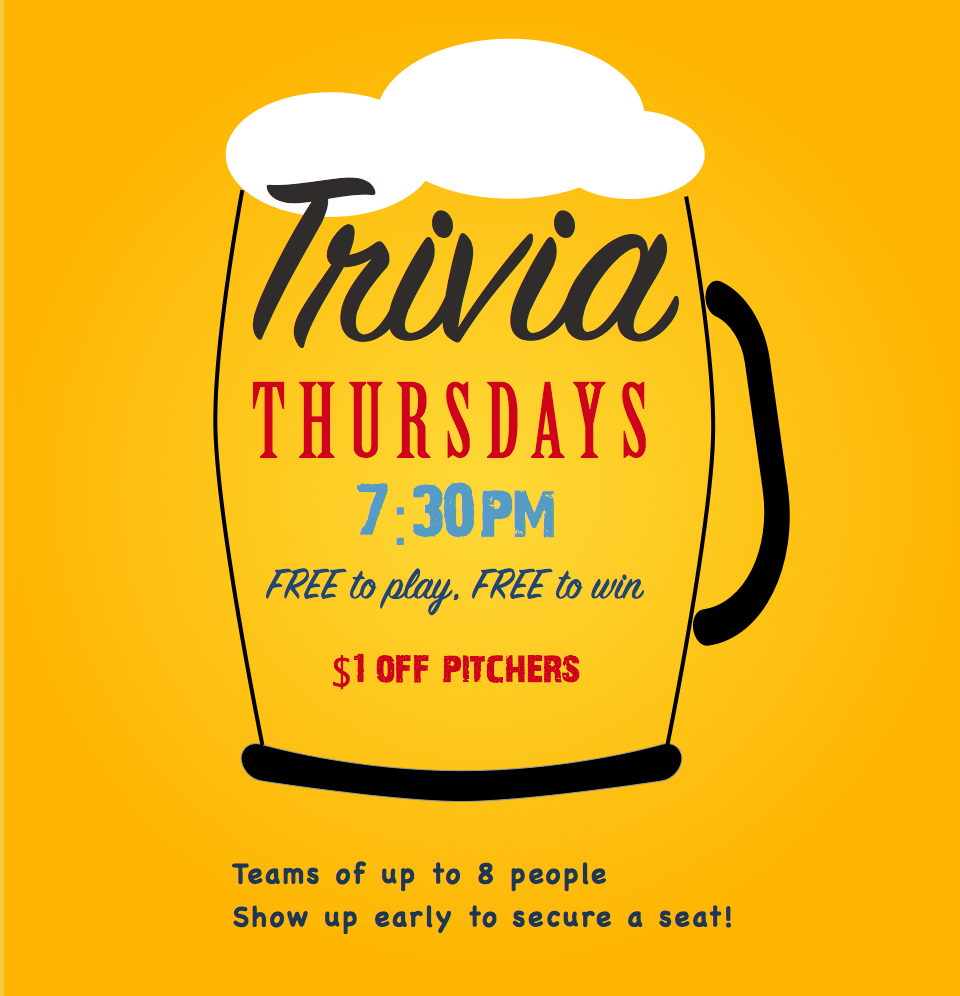 Trivia
THURSDAYS
7:30PM
FREE to play, FREE to win
$1 OFF PITCHERS
Teams of up to 8 people
Show up early to secure a seat!